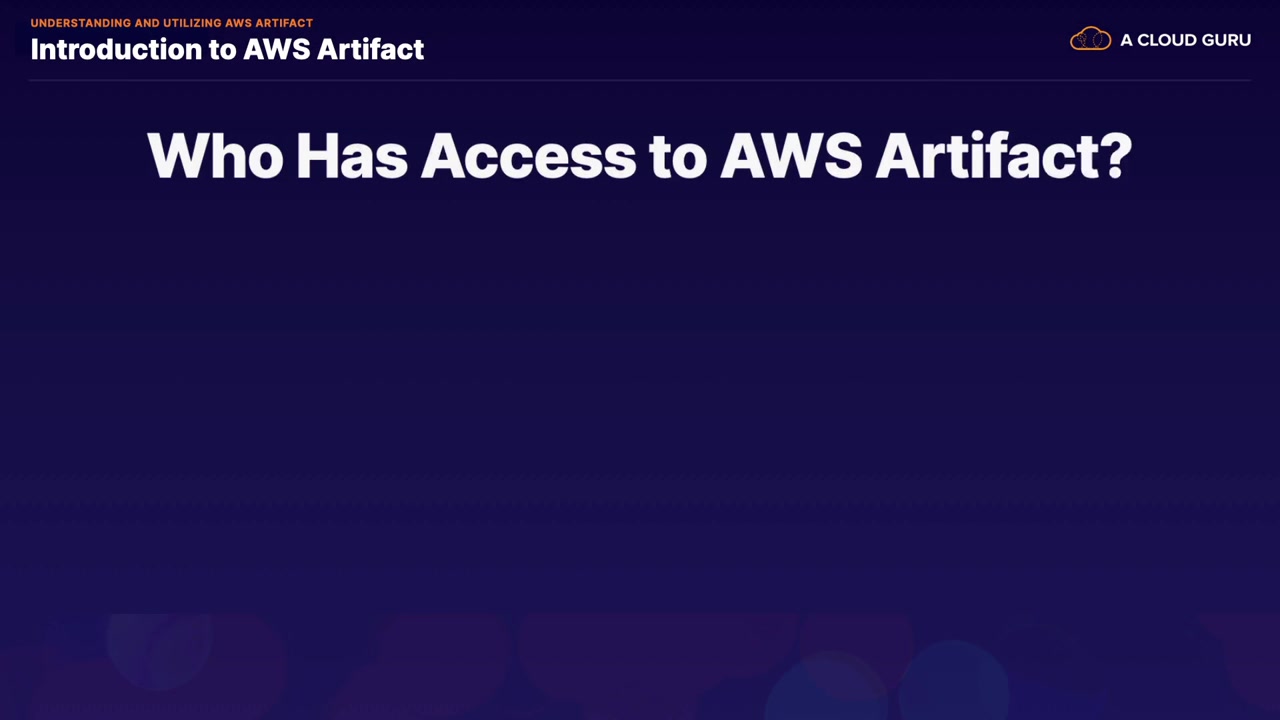 UNDERSTANDING AND UTILIZING AWS ARTIFACT
Introduction to AWS Artifact
A CLOUD GURU
Who Has Access to AWS Artifact?